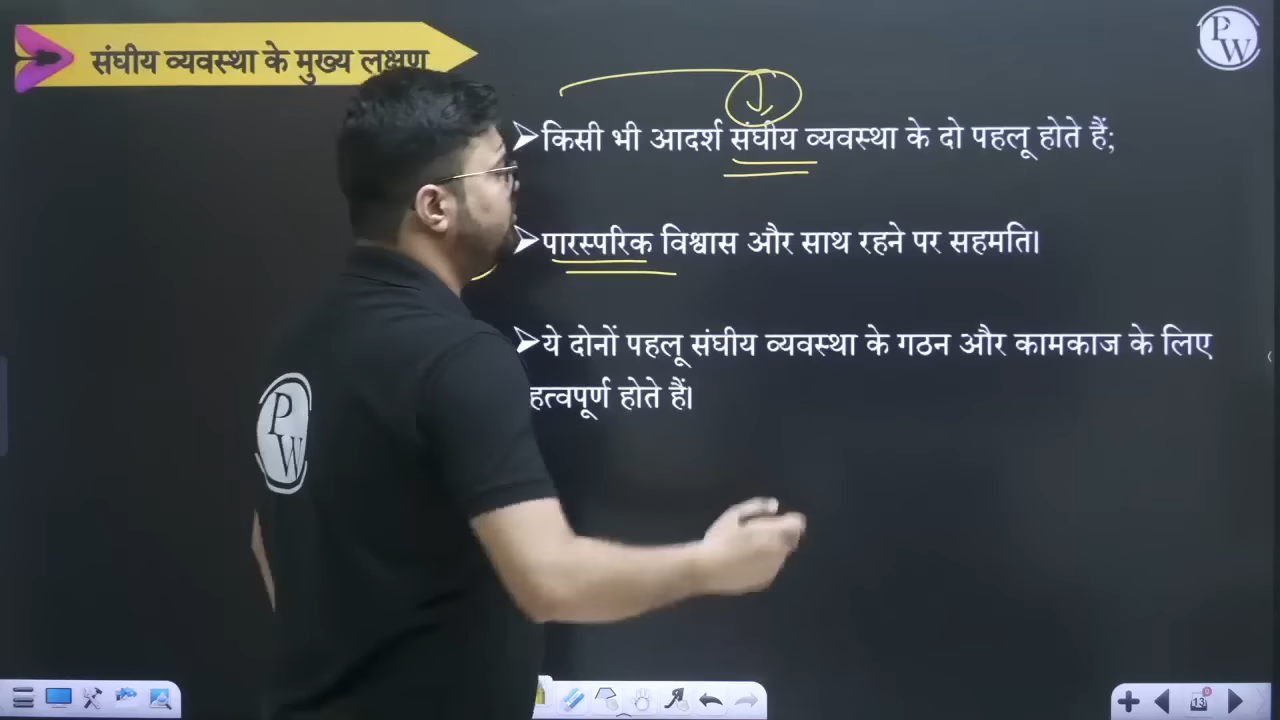 संघीय व्यवस्था के मुख्य लक्षण
PW
किसी भी आदर्श संघीय व्यवस्था के दो पहलू होते हैं;
पारस्परिक विश्वास और साथ रहने पर सहमति।
ये दोनों पहलू संघीय व्यवस्था के गठन और कामकाज के लिए
हत्वपूर्ण होते हैं।
PW
13